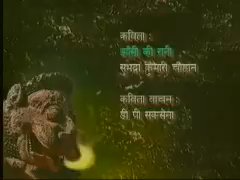 कविता :
झाँसी की रानी
सुभद्रा कुमारी चौहान
कविता वाचन :
डी पी सक्सेना